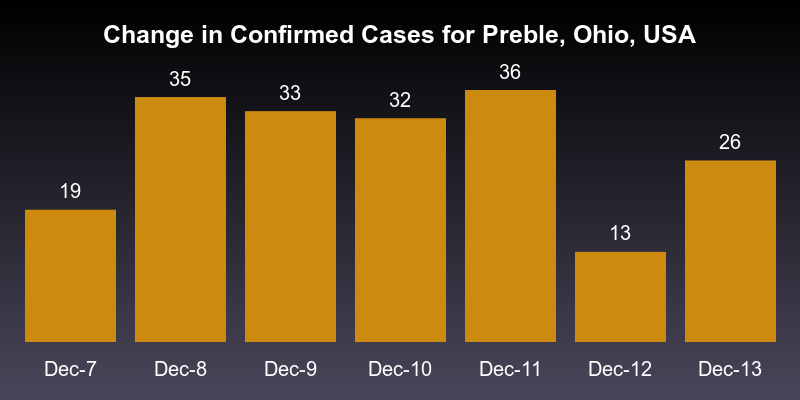 Change in Confirmed Cases for Preble, Ohio, USA
19 35 33 32 36 13 26
Dec-7 Dec-8 Dec-9 Dec-10 Dec-11 Dec-12 Dec-13